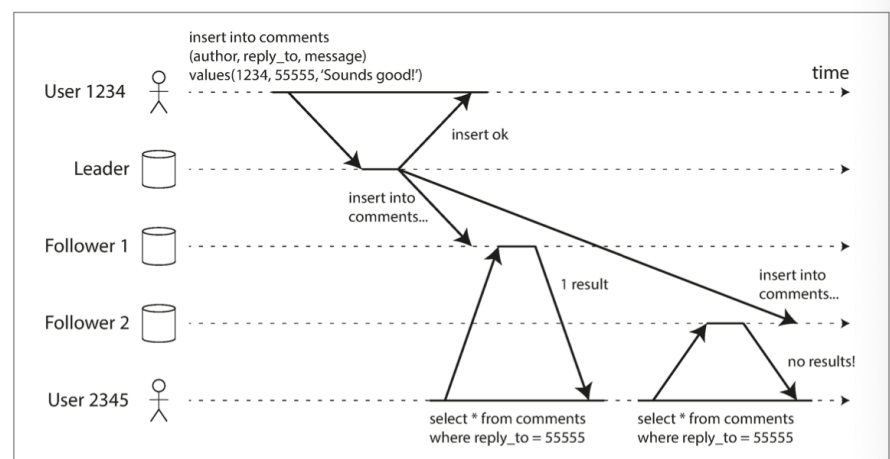 insert into comments
(author, reply_to, message)
values(1234, 55555, ‘Sounds good!’)
time
User 1234
insert ok
Leader
insert into
comments...
Follower 1
1 result
insert into
comments...
Follower 2
no results!
User 2345
select * from comments
where reply_to = 55555
select * from comments
where reply_to = 55555